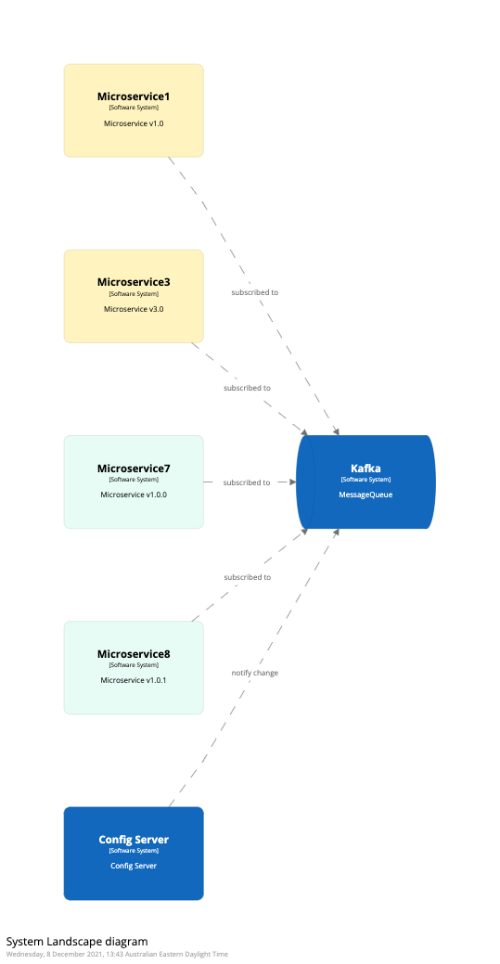 Microservice1
[Software System]
Microservice v1.0
subscribed to
Microservice3
[Software System]
Microservice v3.0
subscribed to
Microservice7
[Software System]
Microservice v1.0.0
subscribed to
Kafka
[Software System]
MessageQueue
subscribed to
Microservice8
[Software System]
Microservice v1.0.1
notify change
Config Server
[Software System]
Config Server
System Landscape diagram
Wednesday, 8 December 2021, 13:43 Australian Eastern Daylight Time